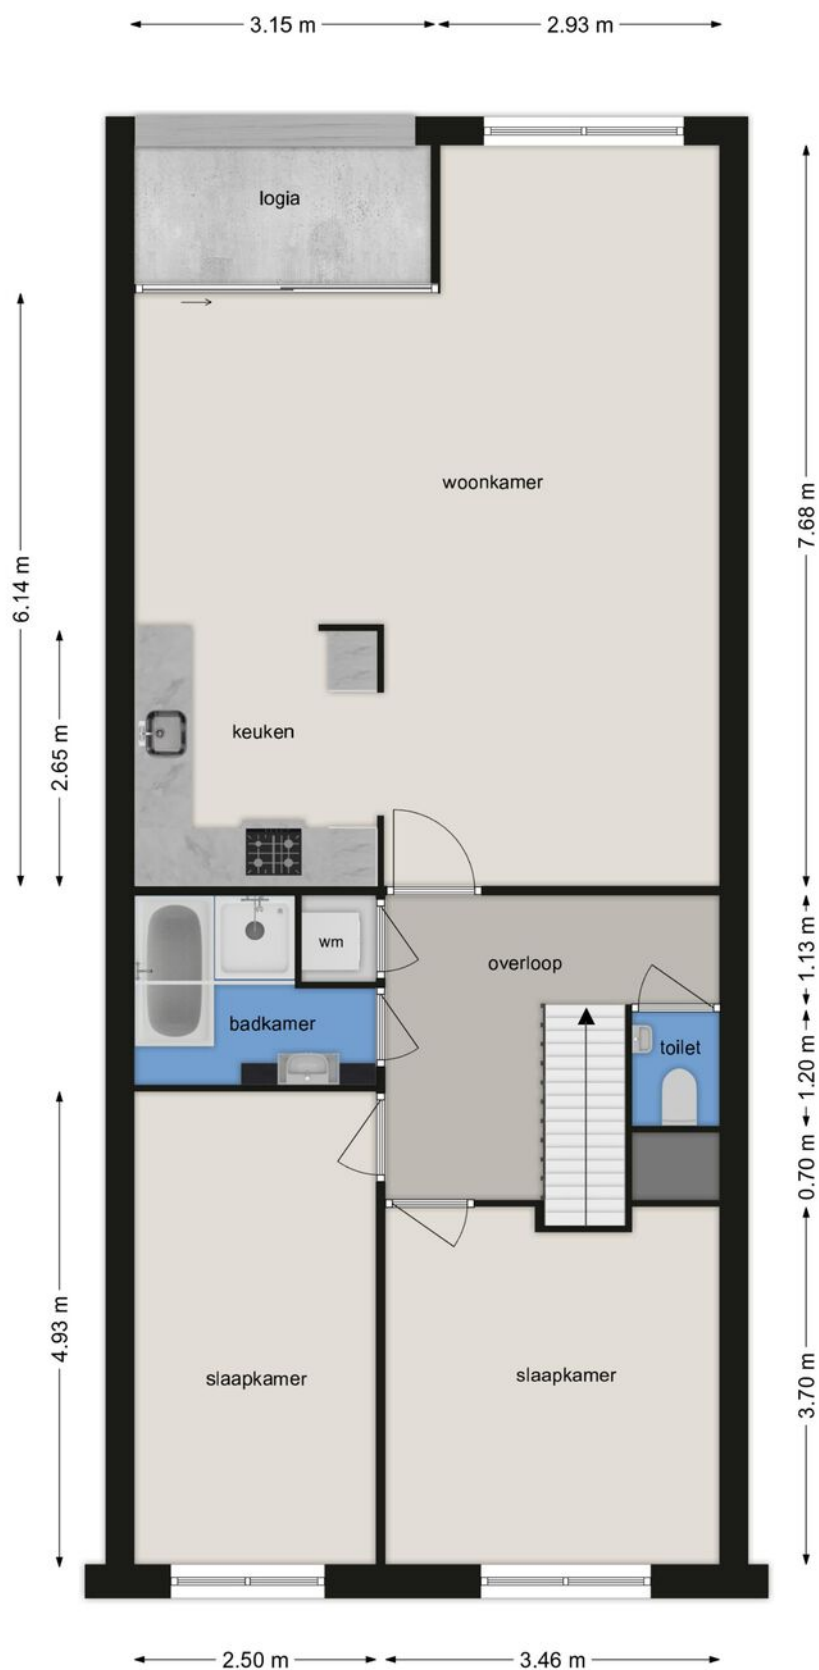 3.15 m
2.93 m
logia
woonkamer
7.68 m
6.14 m
2.65 m
keuken
wm
overloop
1.13 m
badkamer
toilet
1.20 m
0.70 m
4.93 m
slaapkamer
slaapkamer
3.70 m
2.50 m
3.46 m